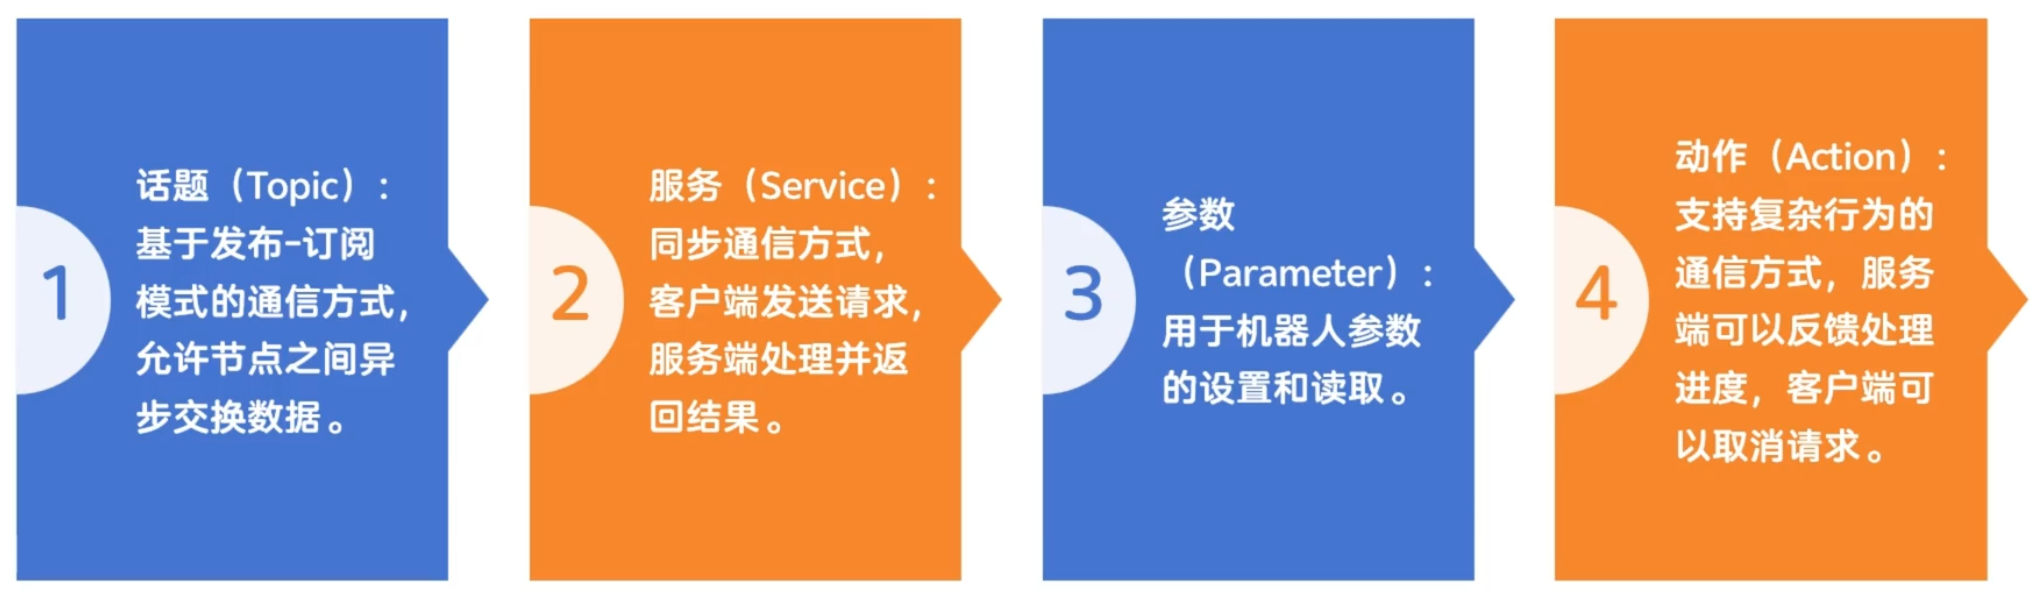 1
话题（Topic）：
基于发布-订阅
模式的通信方式，
允许节点之间异
步交换数据。
2
服务（Service）：
同步通信方式，
客户端发送请求，
服务端处理并返
回结果。
3
参数
（Parameter）：
用于机器人参数
的设置和读取。
4
动作（Action）：
支持复杂行为的
通信方式，服务
端可以反馈处理
进度，客户端可
以取消请求。